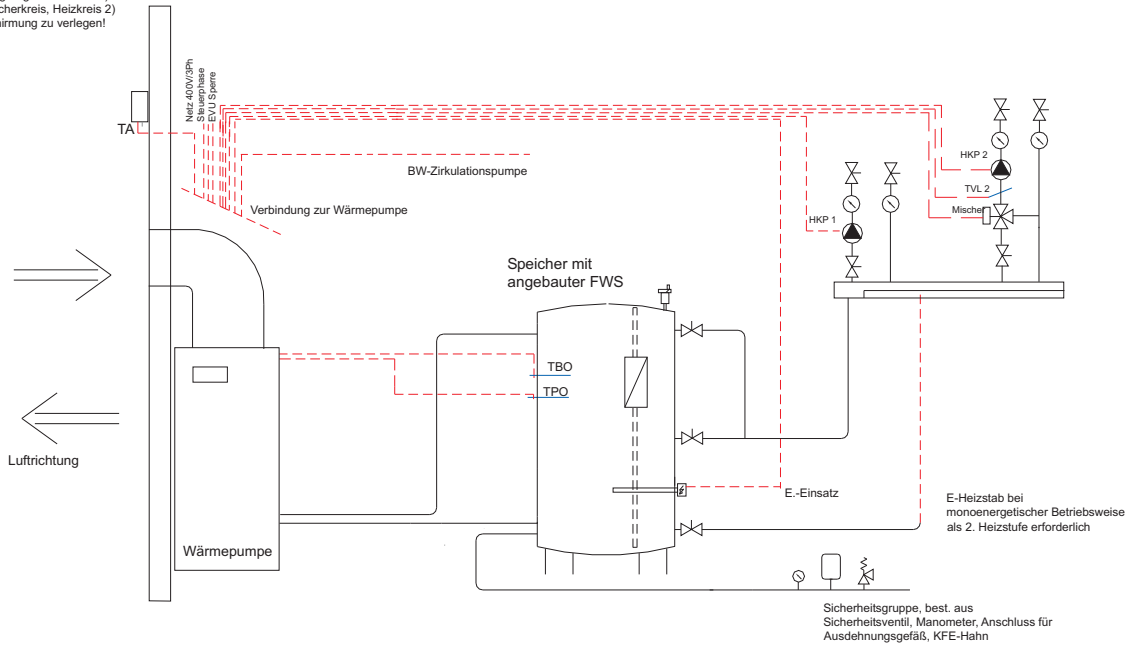 cherkreis, Heizkreis 2)
irmung zu verlegen!
Netz 400V/3Ph
Steuerphase
EVU Sperre
TA
BW-Zirkulationspumpe
Verbindung zur Wärmepumpe
HKP 2
TVL 2
Mischer
HKP 1
Speicher mit
angebauter FWS
TBO
TPO
Luftrichtung
E.-Einsatz
E-Heizstab bei
monoenergetischer Betriebsweise
als 2. Heizstufe erforderlich
Wärmepumpe
Sicherheitsgruppe, best. aus
Sicherheitsventil, Manometer, Anschluss für
Ausdehnungsgefäß, KFE-Hahn